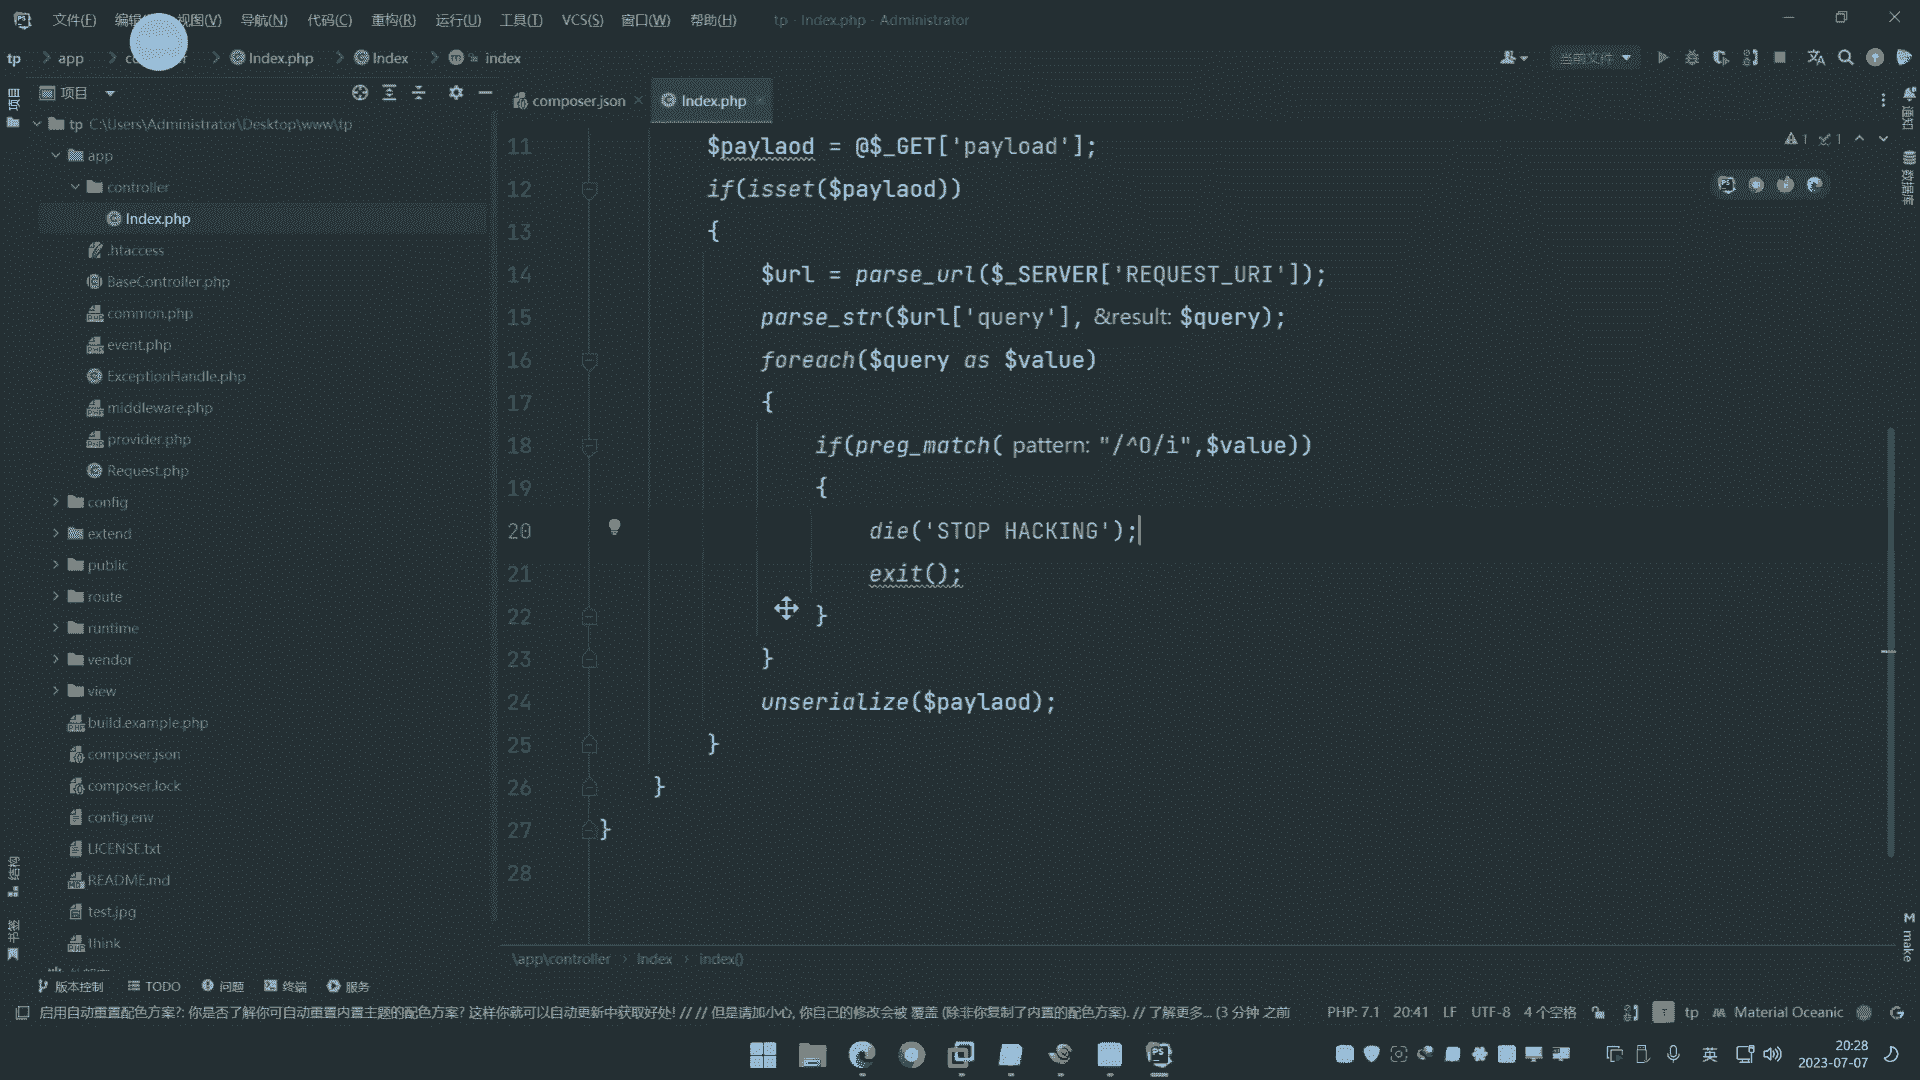 文件(F) 编辑 视图(V) 导航(N) 代码(C) 重构(R) 运行(U) 工具(T) VCS(S) 窗口(W) 帮助(H) tp - Index.php - Administrator
tp app Index.php Index index
当前文件
项目
composer.json Index.php
tp C:\Users\Administrator\Desktop\www\tp
app
controller
Index.php
.htaccess
BaseController.php
common.php
event.php
ExceptionHandle.php
middleware.php
provider.php
Request.php
config
extend
public
route
runtime
vendor
view
build.example.php
composer.json
composer.lock
config.env
LICENSE.txt
README.md
test.jpg
think
项目
结构
书签
11 $paylaod = @$_GET['payload'];
12 if(isset($paylaod))
13 {
14 $url = parse_url($_SERVER['REQUEST_URI']);
15 parse_str($url['query'], &result: $query);
16 foreach($query as $value)
17 {
18 if(preg_match( pattern: "/^O/i",$value))
19 {
20 die('STOP HACKING');
21 exit();
22 }
23 }
24 unserialize($paylaod);
25 }
26 }
27 }
28
1 1
通知
数据库
M make
\app\controller Index index()
版本控制 TODO 问题 终端 服务
启用自动重置配色方案?: 你是否了解你可自动重置内置主题的配色方案? 这样你就可以自动更新中获取好处! // // 但是请加小心, 你自己的修改会被 覆盖 (除非你复制了内置的配色方案). // 了解更多... (3 分钟 之前
PHP: 7.1 20:41 LF UTF-8 4 个空格 tp Material Oceanic
英
20:28
2023-07-07